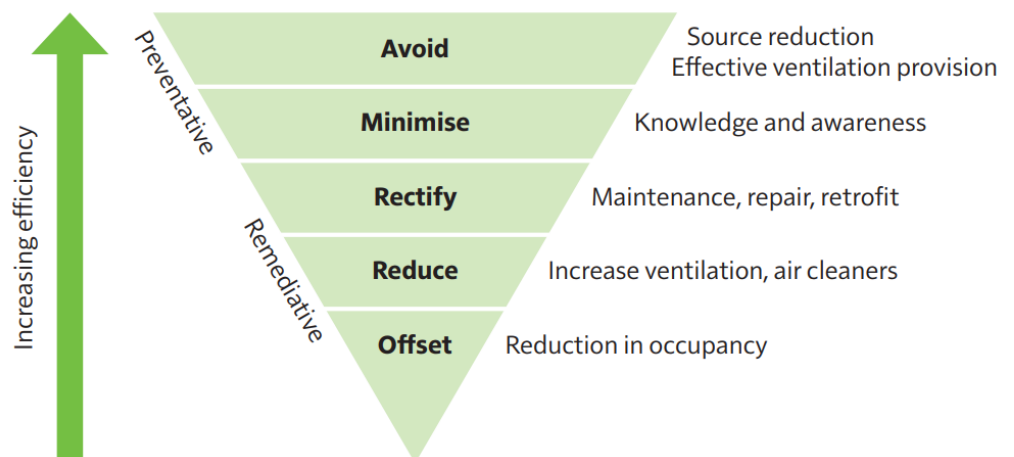 Increasing efficiency
Preventative
Remediative
Avoid
Source reduction
Effective ventilation provision
Minimise
Knowledge and awareness
Rectify
Maintenance, repair, retrofit
Reduce
Increase ventilation, air cleaners
Offset
Reduction in occupancy